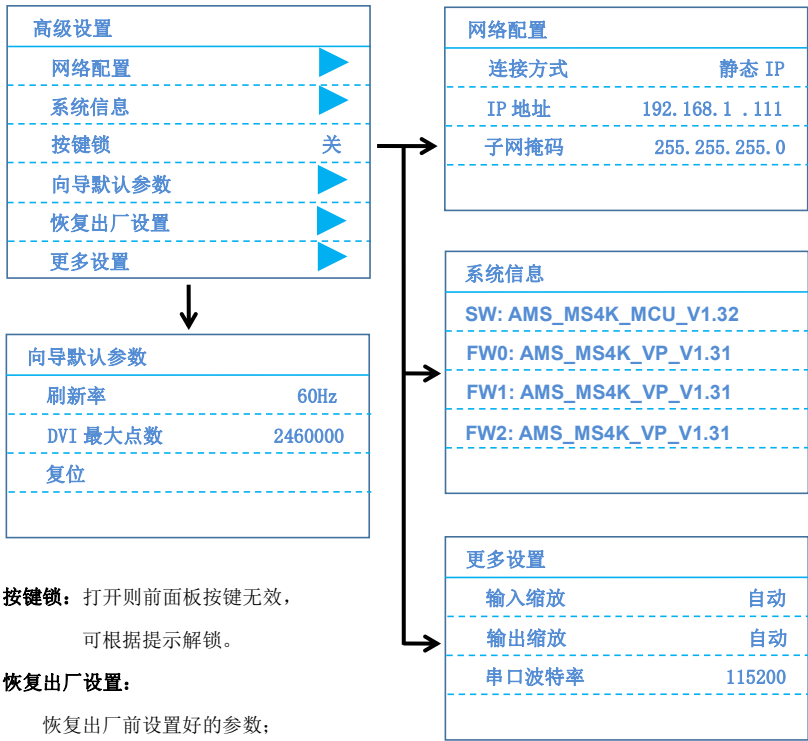 高级设置
网络配置
系统信息
按键锁 关
向导默认参数
恢复出厂设置
更多设置
向导默认参数
刷新率 60Hz
DVI 最大点数 2460000
复位
按键锁：打开则前面板按键无效，
可根据提示解锁。
恢复出厂设置：
恢复出厂前设置好的参数；
网络配置
连接方式 静态 IP
IP 地址 192.168.1 .111
子网掩码 255.255.255.0
系统信息
SW: AMS_MS4K_MCU_V1.32
FW0: AMS_MS4K_VP_V1.31
FW1: AMS_MS4K_VP_V1.31
FW2: AMS_MS4K_VP_V1.31
更多设置
输入缩放 自动
输出缩放 自动
串口波特率 115200